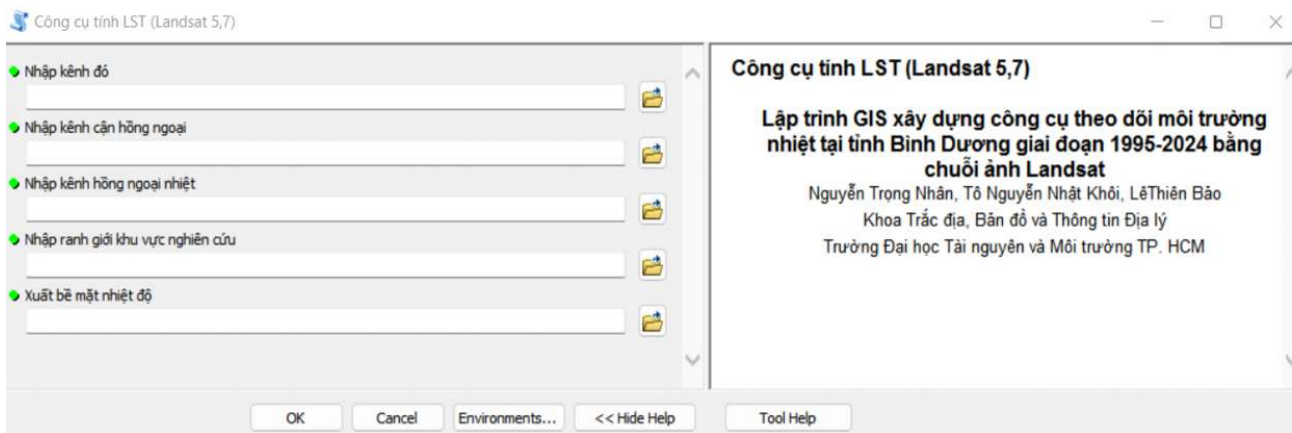 Công cụ tính LST (Landsat 5,7)
Nhập kênh đỏ
Nhập kênh cận hồng ngoại
Nhập kênh hồng ngoại nhiệt
Nhập ranh giới khu vực nghiên cứu
Xuất bề mặt nhiệt độ
OK
Cancel
Environments...
<< Hide Help
Công cụ tính LST (Landsat 5,7)
Lập trình GIS xây dựng công cụ theo dõi môi trường
nhiệt tại tỉnh Bình Dương giai đoạn 1995-2024 bằng
chuỗi ảnh Landsat
Nguyễn Trọng Nhân, Tô Nguyễn Nhật Khôi, LêThiên Bảo
Khoa Trắc địa, Bản đồ và Thông tin Địa lý
Trường Đại học Tài nguyên và Môi trường TP. HCM
Tool Help